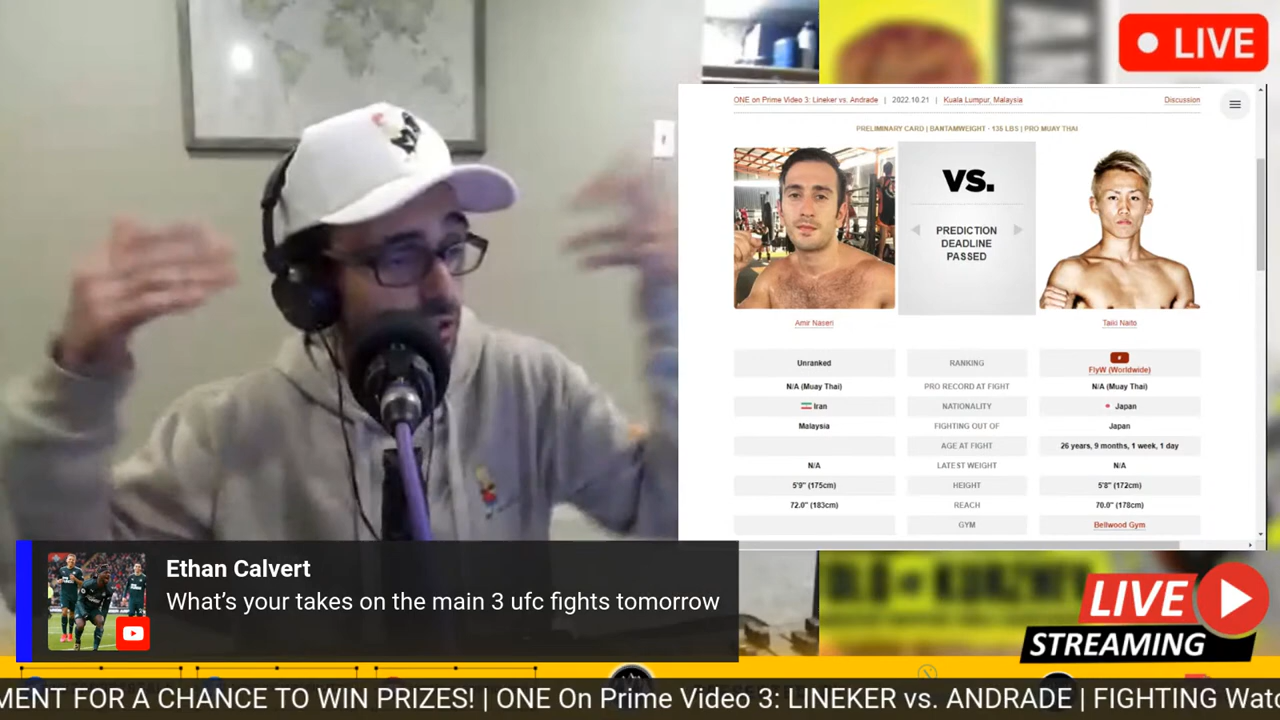 LIVE
ONE on Prime Video 3: Lineker vs. Andrade | 2022.10.21 | Kuala Lumpur, Malaysia Discussion
PRELIMINARY CARD | BANTAMWEIGHT - 135 LBS | PRO MUAY THAI
VS.
PREDICTION
DEADLINE
PASSED
Amir Naseri Taiki Naito
Unranked RANKING FlyW (Worldwide)
N/A (Muay Thai) PRO RECORD AT FIGHT N/A (Muay Thai)
Iran NATIONALITY Japan
Malaysia FIGHTING OUT OF Japan
AGE AT FIGHT 26 years, 9 months, 1 week, 1 day
N/A LATEST WEIGHT N/A
5'9" (175cm) HEIGHT 5'8" (172cm)
72.0" (183cm) REACH 70.0" (178cm)
GYM Bellwood Gym
Ethan Calvert
What's your takes on the main 3 ufc fights tomorrow
LIVE
STREAMING
MENT FOR A CHANCE TO WIN PRIZES! | ONE On Prime Video 3: LINEKER vs. ANDRADE | FIGHTING Watc